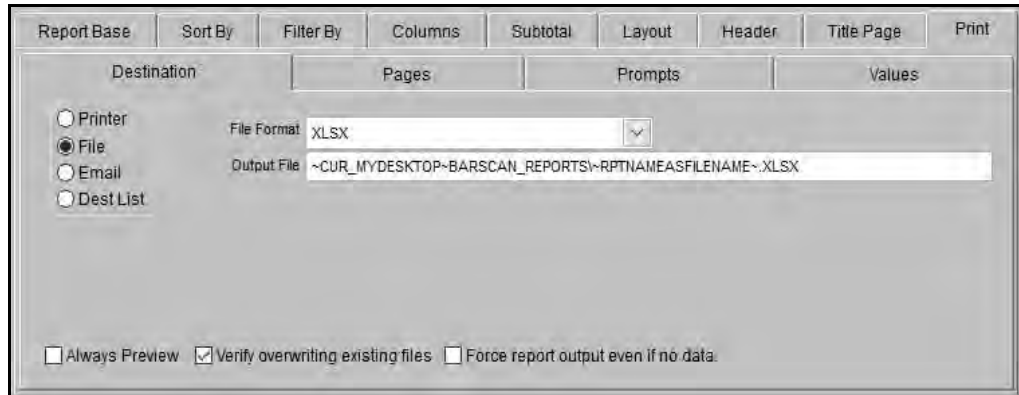 Report Base Sort By Filter By Columns Subtotal Layout Header Title Page Print
Destination Pages Prompts Values
Printer
File
Email
Dest List
File Format XLSX
Output File ~CUR_MYDESKTOP~BARSCAN_REPORTS\~RPTNAMEASFILENAME~.XLSX
Always Preview Verify overwriting existing files Force report output even if no data.